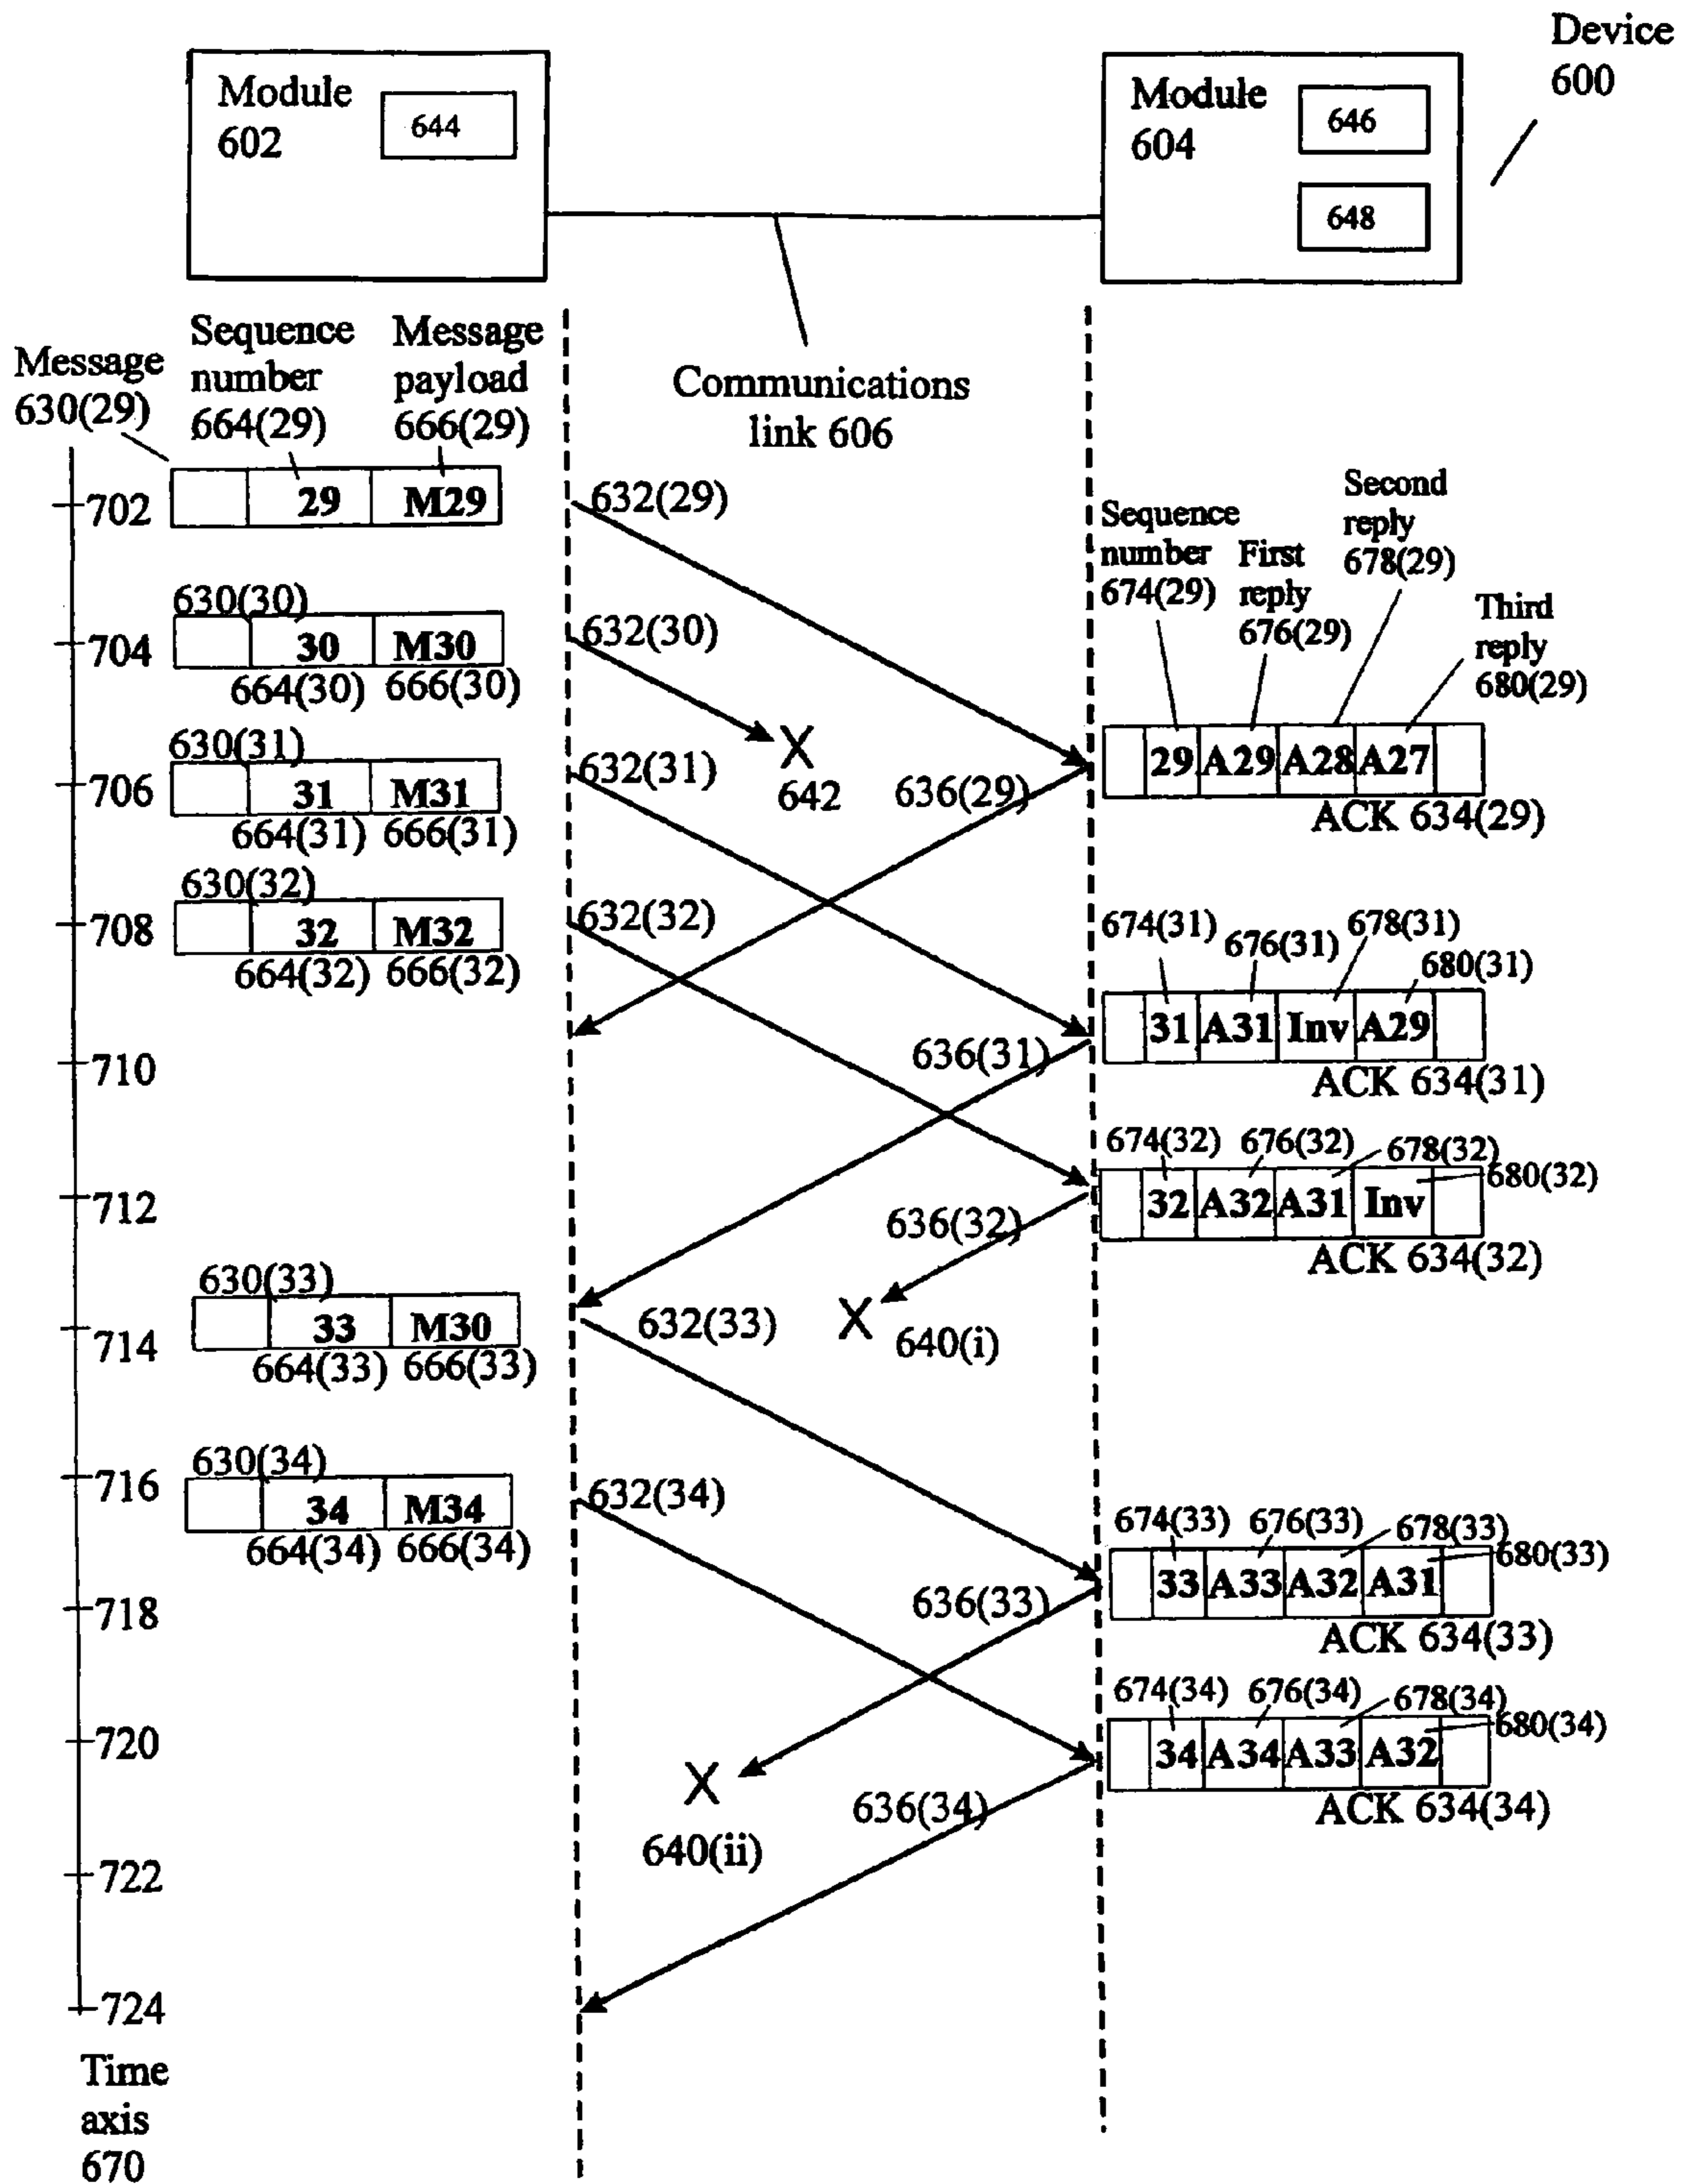 Device
600
Module
602
644
Module
604
646
648
Communications
link 606
Message
630(29)
Sequence
number
664(29)
Message
payload
666(29)
702
29
M29
632(29)
Sequence
number
674(29)
First
reply
676(29)
Second
reply
678(29)
Third
reply
680(29)
630(30)
704
30
M30
664(30)
666(30)
632(30)
X
642
29
A29
A28
A27
ACK 634(29)
636(29)
630(31)
706
31
M31
664(31)
666(31)
632(31)
630(32)
708
32
M32
664(32)
666(32)
632(32)
674(31)
676(31)
678(31)
680(31)
31
A31
Inv
A29
ACK 634(31)
636(31)
710
674(32)
676(32)
678(32)
680(32)
32
A32
A31
Inv
ACK 634(32)
636(32)
712
X
640(i)
630(33)
714
33
M30
664(33)
666(33)
632(33)
630(34)
716
34
M34
664(34)
666(34)
632(34)
674(33)
676(33)
678(33)
680(33)
33
A33
A32
A31
ACK 634(33)
636(33)
718
674(34)
676(34)
678(34)
680(34)
34
A34
A33
A32
ACK 634(34)
636(34)
720
X
640(ii)
722
724
Time
axis
670